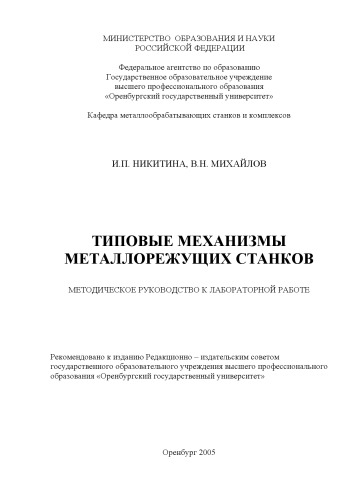 МИНИСТЕРСТВО ОБРАЗОВАНИЯ И НАУКИ
РОССИЙСКОЙ ФЕДЕРАЦИИ
Федеральное агентство по образованию
Государственное образовательное учреждение
высшего профессионального образования
«Оренбургский государственный университет»
Кафедра металлообрабатывающих станков и комплексов
И.П. НИКИТИНА, В.Н. МИХАЙЛОВ
ТИПОВЫЕ МЕХАНИЗМЫ
МЕТАЛЛОРЕЖУЩИХ СТАНКОВ
МЕТОДИЧЕСКОЕ РУКОВОДСТВО К ЛАБОРАТОРНОЙ РАБОТЕ
Рекомендовано к изданию Редакционно – издательским советом
государственного образовательного учреждения высшего профессионального
образования «Оренбургский государственный университет»
Оренбург 2005